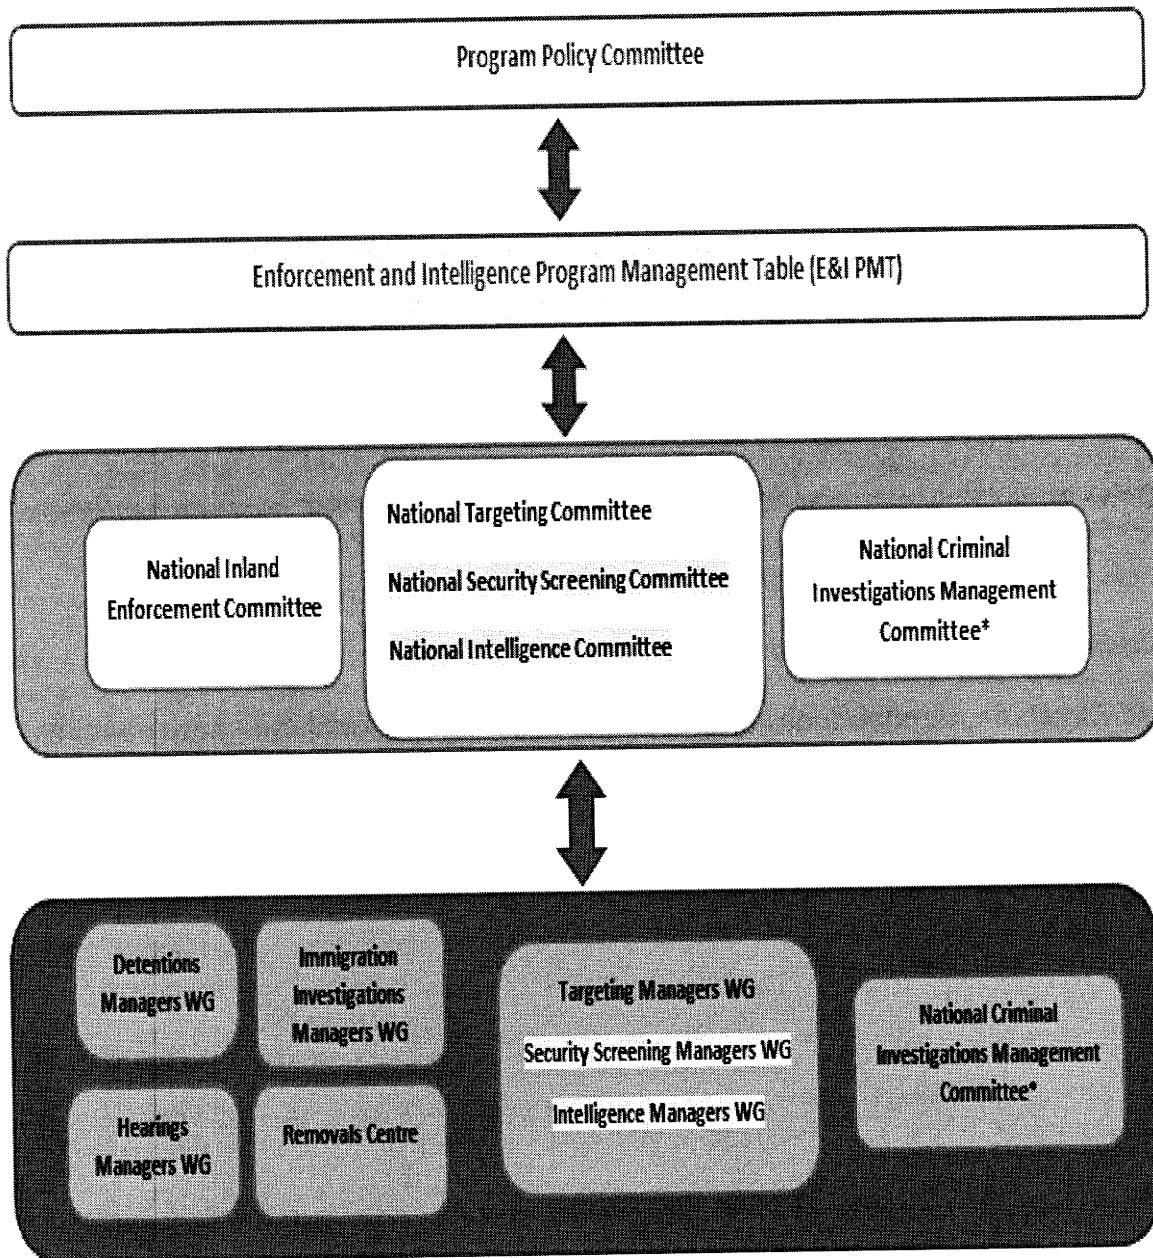 Program Policy Committee
Enforcement and Intelligence Program Management Table (E&I PMT)
National Inland
Enforcement Committee
National Targeting Committee
National Security Screening Committee
National Intelligence Committee
National Criminal
Investigations Management
Committee*
Detentions
Managers WG
Immigration
Investigations
Managers WG
Hearings
Managers WG
Removals Centre
Targeting Managers WG
Security Screening Managers WG
Intelligence Managers WG
National Criminal
Investigations Management
Committee*